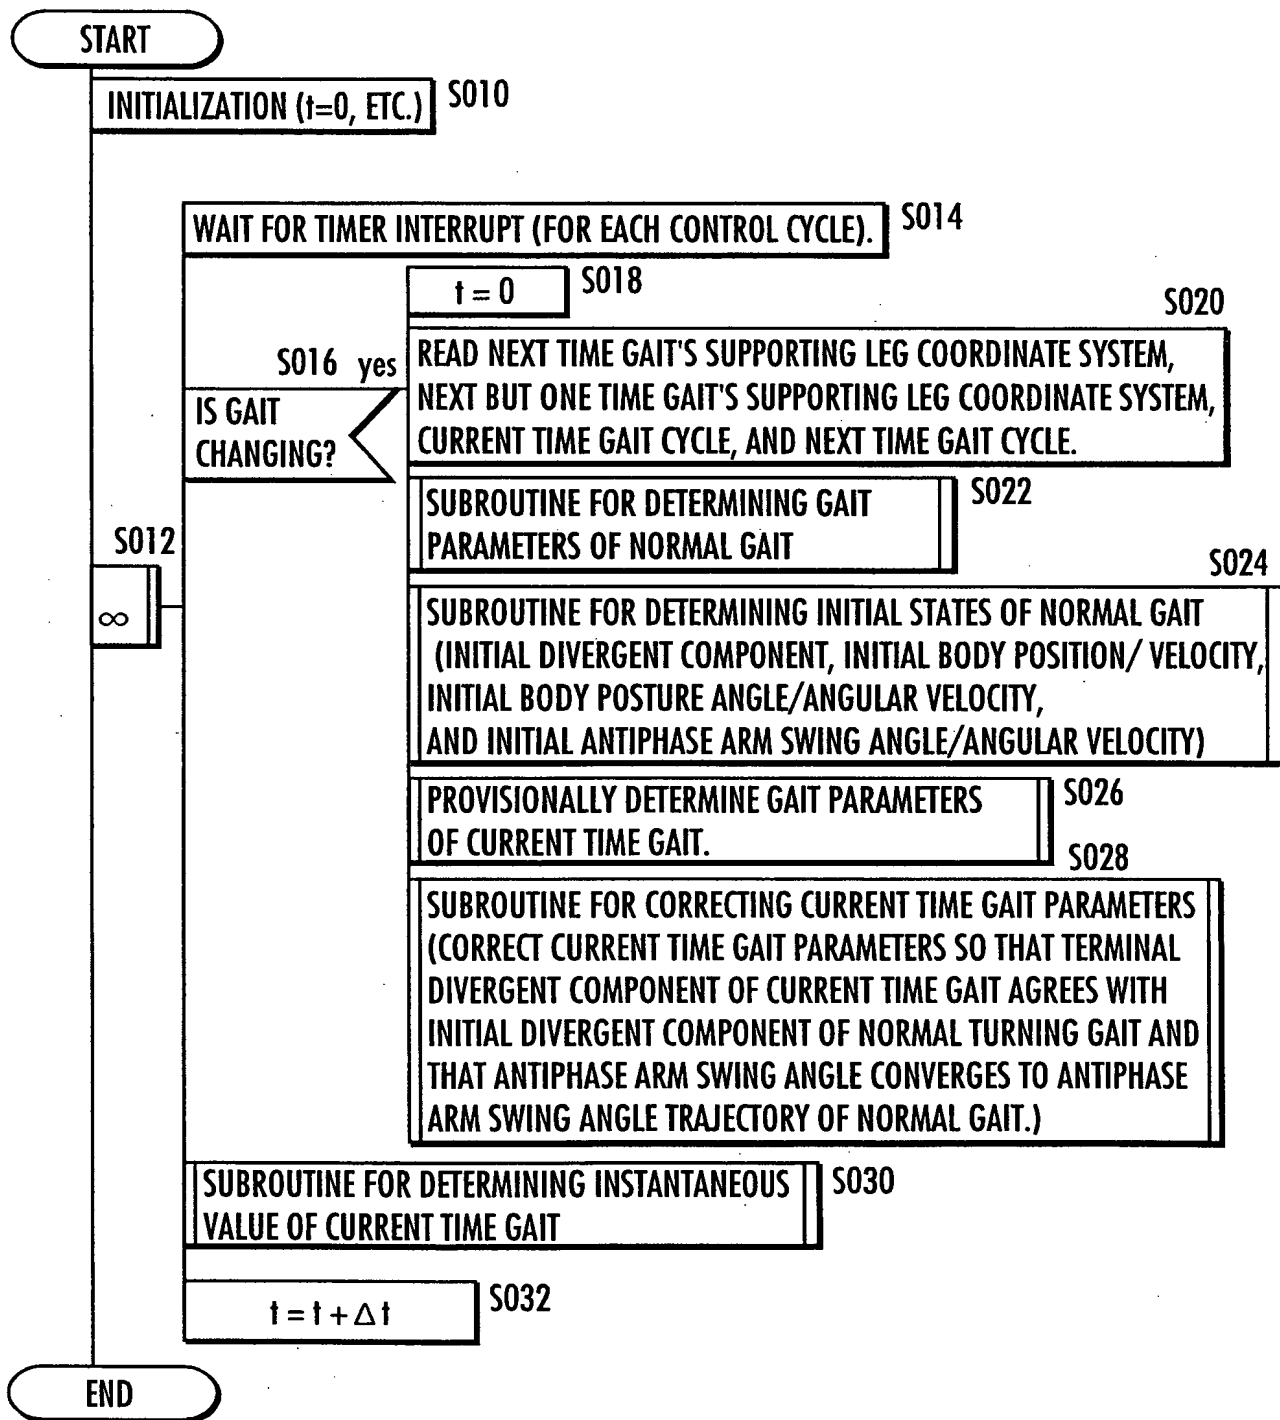 START
INITIALIZATION (t=0, ETC.)
S010
WAIT FOR TIMER INTERRUPT (FOR EACH CONTROL CYCLE).
S014
t = 0
S018
S020
S016 yes
READ NEXT TIME GAIT'S SUPPORTING LEG COORDINATE SYSTEM,
NEXT BUT ONE TIME GAIT'S SUPPORTING LEG COORDINATE SYSTEM,
CURRENT TIME GAIT CYCLE, AND NEXT TIME GAIT CYCLE.
IS GAIT
CHANGING?
S022
SUBROUTINE FOR DETERMINING GAIT
PARAMETERS OF NORMAL GAIT
S012
∞
S024
SUBROUTINE FOR DETERMINING INITIAL STATES OF NORMAL GAIT
(INITIAL DIVERGENT COMPONENT, INITIAL BODY POSITION/ VELOCITY,
INITIAL BODY POSTURE ANGLE/ANGULAR VELOCITY,
AND INITIAL ANTIPHASE ARM SWING ANGLE/ANGULAR VELOCITY)
PROVISIONALLY DETERMINE GAIT PARAMETERS
OF CURRENT TIME GAIT.
S026
S028
SUBROUTINE FOR CORRECTING CURRENT TIME GAIT PARAMETERS
(CORRECT CURRENT TIME GAIT PARAMETERS SO THAT TERMINAL
DIVERGENT COMPONENT OF CURRENT TIME GAIT AGREES WITH
INITIAL DIVERGENT COMPONENT OF NORMAL TURNING GAIT AND
THAT ANTIPHASE ARM SWING ANGLE CONVERGES TO ANTIPHASE
ARM SWING ANGLE TRAJECTORY OF NORMAL GAIT.)
SUBROUTINE FOR DETERMINING INSTANTANEOUS
VALUE OF CURRENT TIME GAIT
S030
t = t + Δ t
S032
END